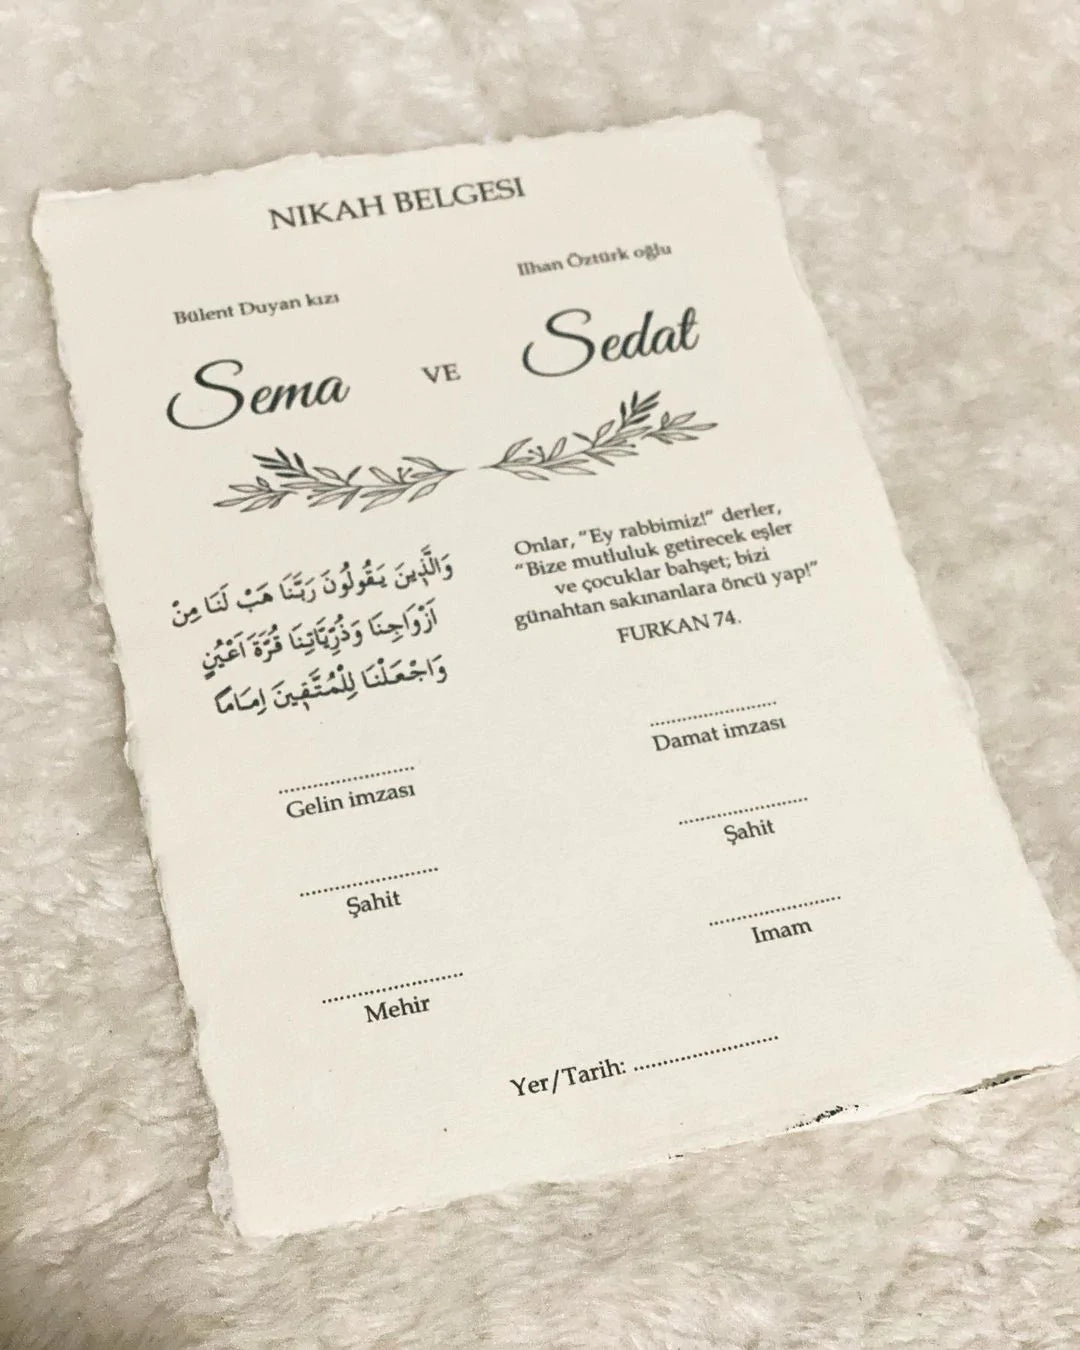 NIKAH BELGESI
Bülent Duyan kızı
Ilhan Öztürk oğlu
Sema VE Sedat
وَالَّذِينَ يَقُولُونَ رَبَّنَا هَبْ لَنَا مِنْ
اَزْوَاجِنَا وَذُرِّيَّاتِنَا قُرَّةَ اَعْيُنٍ
وَاجْعَلْنَا لِلْمُتَّقِينَ اِمَامًا
Onlar, "Ey rabbimiz!" derler,
"Bize mutluluk getirecek eşler
ve çocuklar bahşet; bizi
günahtan sakınanlara öncü yap!"
FURKAN 74.
Gelin imzası
Damat imzası
Şahit
Şahit
Mehir
Imam
Yer/Tarih: ........................